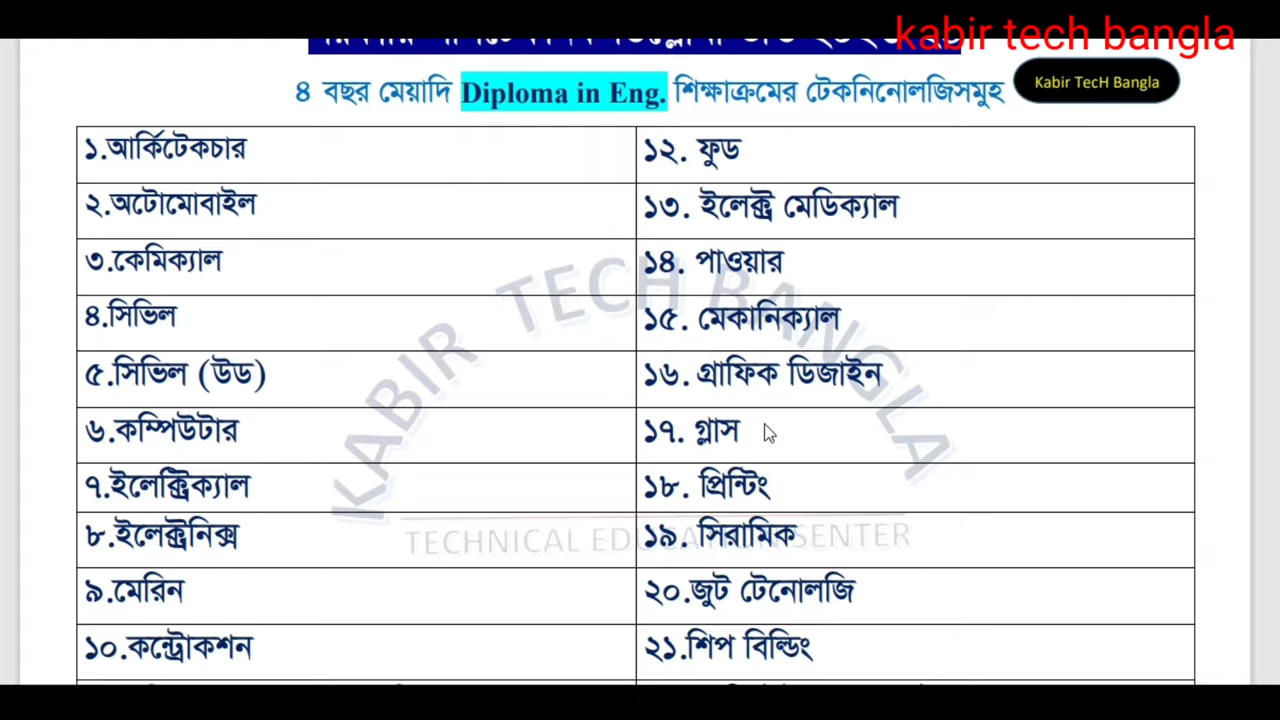 kabir tech bangla
৪ বছর মেয়াদি Diploma in Eng. শিক্ষাক্রমের টেকনিনোলজিসমুহ
Kabir TecH Bangla
১.আর্কিটেকচার
১২. ফুড
২.অটোমোবাইল
১৩. ইলেক্ট্র মেডিক্যাল
৩.কেমিক্যাল
১৪. পাওয়ার
৪.সিভিল
১৫. মেকানিক্যাল
৫.সিভিল (উড)
১৬. গ্রাফিক ডিজাইন
৬.কম্পিউটার
১৭. গ্লাস
৭.ইলেক্ট্রিক্যাল
১৮. প্রিন্টিং
৮.ইলেক্ট্রনিক্স
১৯. সিরামিক
৯.মেরিন
২০.জুট টেনোলজি
১০.কন্ট্রোকশন
২১.শিপ বিল্ডিং
KABIR TECH BANGLA
TECHNICAL EDUCATION SENTER